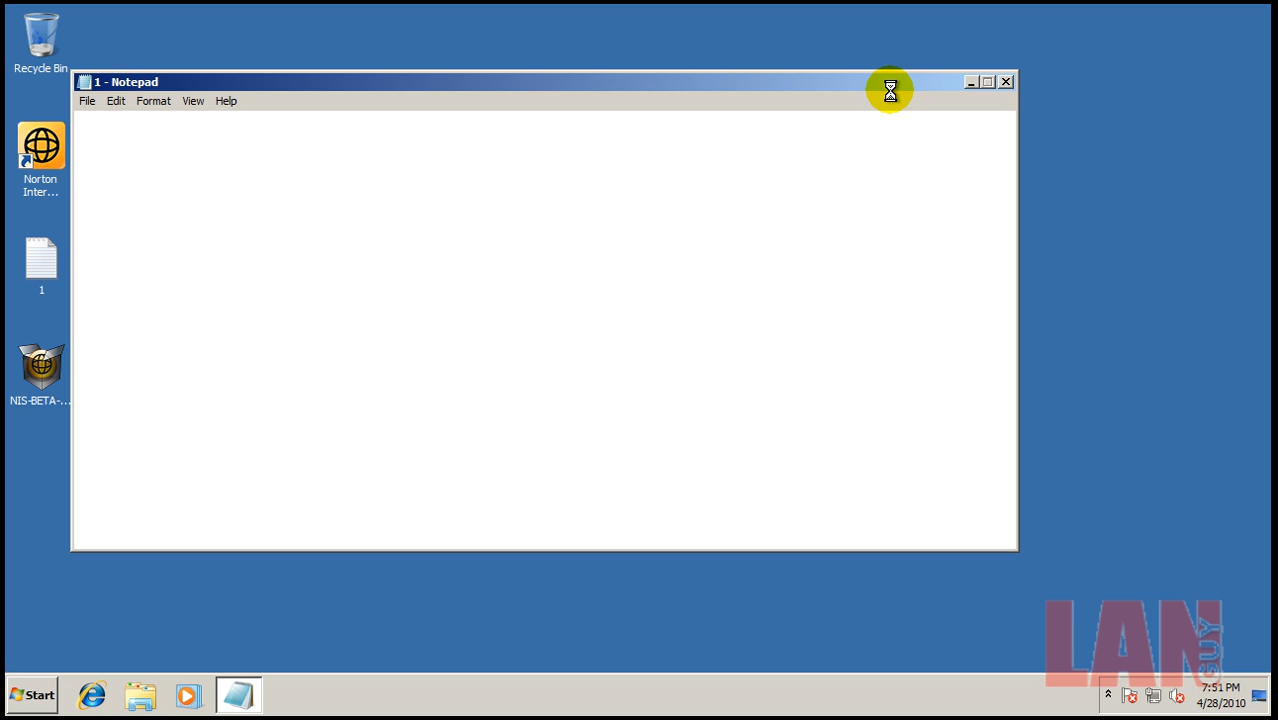 Recycle Bin
1 - Notepad
File Edit Format View Help
Norton
Inter...
1
NIS-BETA-...
LAN
GUY
Start
7:51 PM
4/28/2010